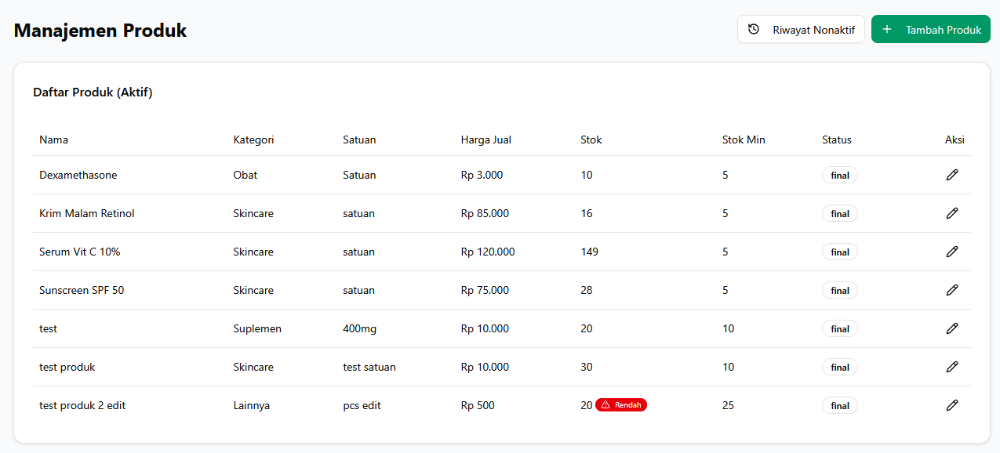 Manajemen Produk
Riwayat Nonaktif
Tambah Produk
Daftar Produk (Aktif)
Nama Kategori Satuan Harga Jual Stok Stok Min Status Aksi
Dexamethasone Obat Satuan Rp 3.000 10 5 final
Krim Malam Retinol Skincare satuan Rp 85.000 16 5 final
Serum Vit C 10% Skincare satuan Rp 120.000 149 5 final
Sunscreen SPF 50 Skincare satuan Rp 75.000 28 5 final
test Suplemen 400mg Rp 10.000 20 10 final
test produk Skincare test satuan Rp 10.000 30 10 final
test produk 2 edit Lainnya pcs edit Rp 500 20 Rendah 25 final